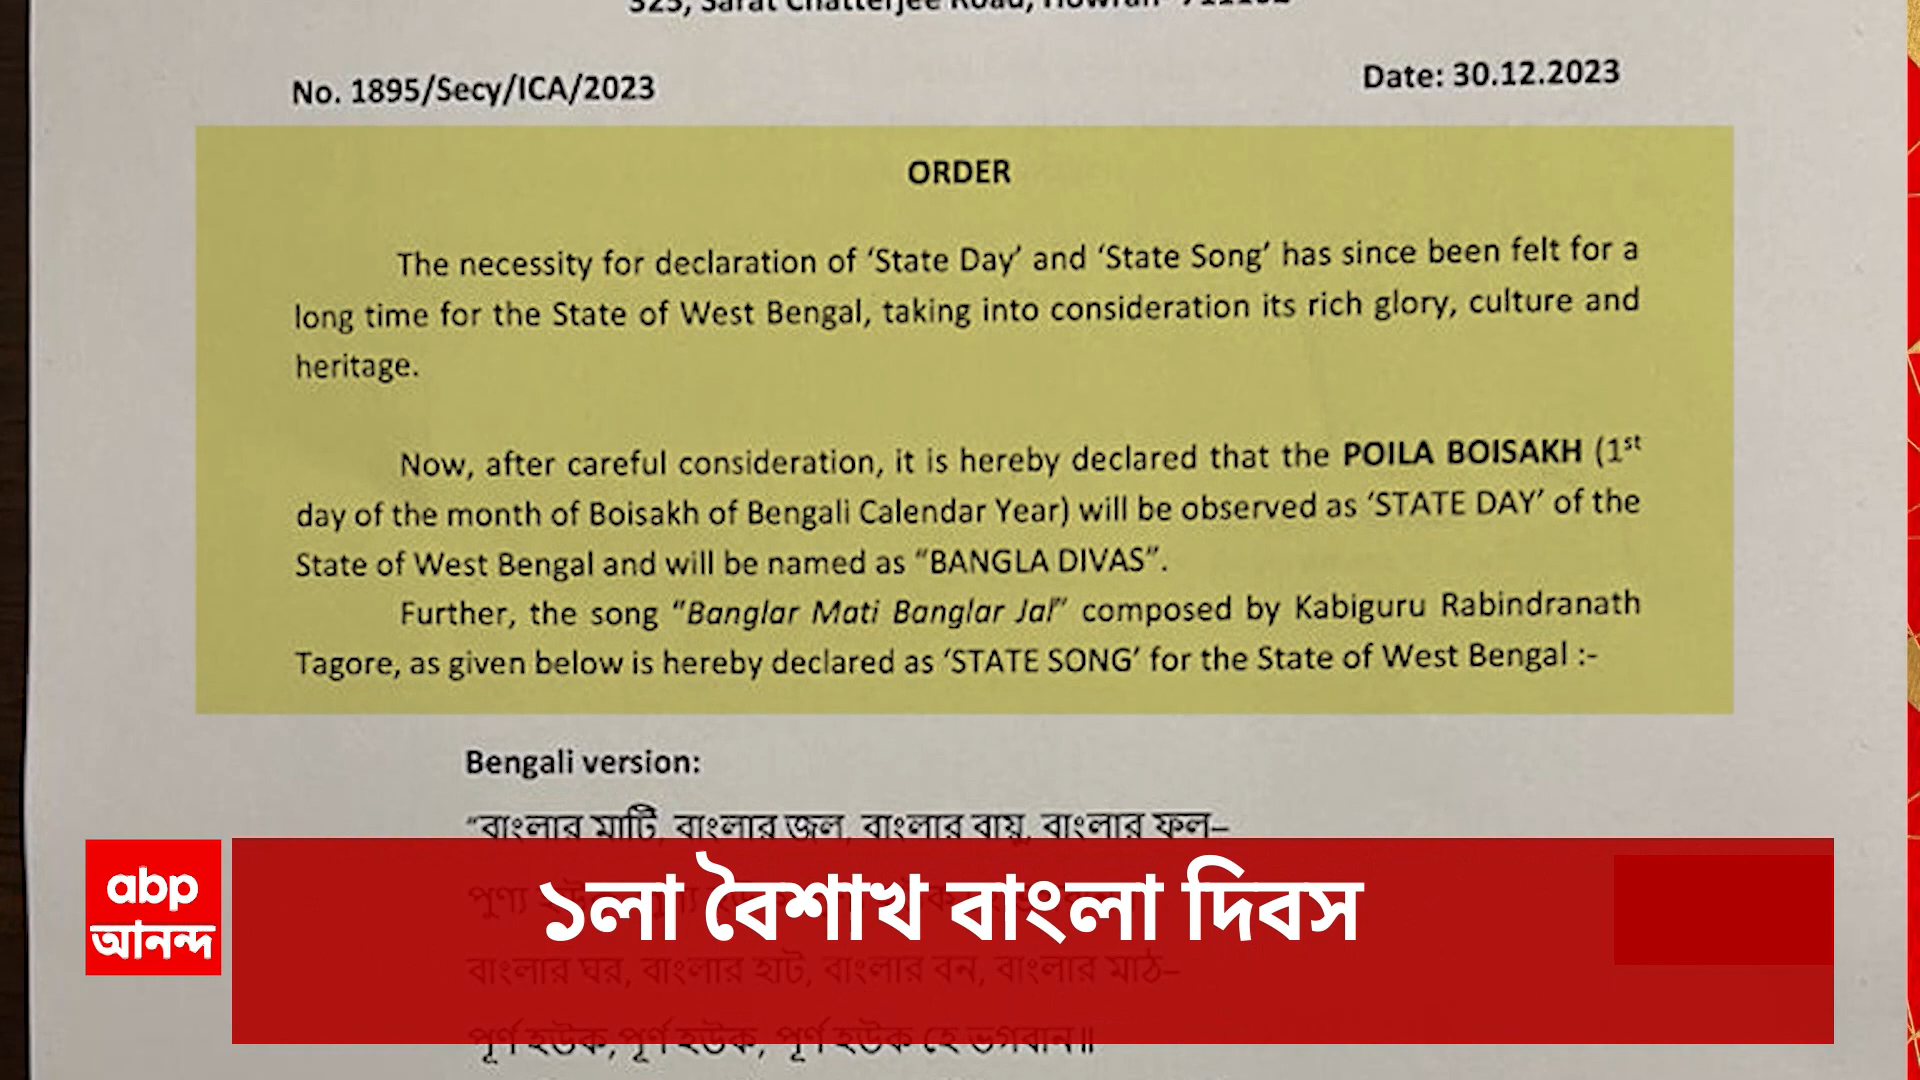 325, Sarat Chatterjee Road, Howrah- 711102
No. 1895/Secy/ICA/2023
Date: 30.12.2023
ORDER
The necessity for declaration of ‘State Day’ and ‘State Song’ has since been felt for a
long time for the State of West Bengal, taking into consideration its rich glory, culture and
heritage.
Now, after careful consideration, it is hereby declared that the POILA BOISAKH (1st
day of the month of Boisakh of Bengali Calendar Year) will be observed as ‘STATE DAY’ of the
State of West Bengal and will be named as “BANGLA DIVAS”.
Further, the song “Banglar Mati Banglar Jal” composed by Kabiguru Rabindranath
Tagore, as given below is hereby declared as ‘STATE SONG’ for the State of West Bengal :-
Bengali version:
“বাংলার মাটি, বাংলার জল, বাংলার বায়ু, বাংলার ফল–
পুণ্য
abp
আনন্দ
১লা বৈশাখ বাংলা দিবস
বাংলার ঘর, বাংলার হাট, বাংলার বন, বাংলার মাঠ–
পূর্ণ হউক, পূর্ণ হউক, পূর্ণ হউক হে ভগবান॥